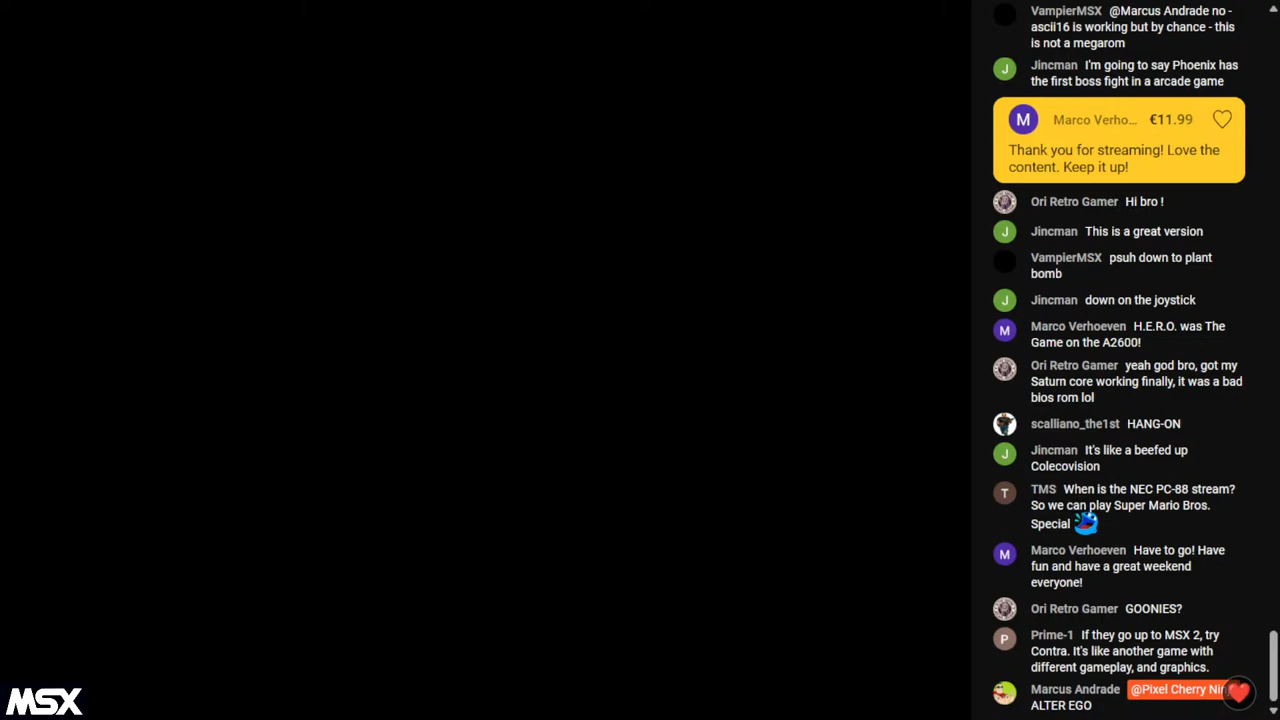 VampierMSX @Marcus Andrade no -
ascii16 is working but by chance - this
is not a megarom
J Jincman I'm going to say Phoenix has
the first boss fight in a arcade game
M Marco Verho... €11.99
Thank you for streaming! Love the
content. Keep it up!
Ori Retro Gamer Hi bro !
J Jincman This is a great version
VampierMSX psuh down to plant
bomb
J Jincman down on the joystick
M Marco Verhoeven H.E.R.O. was The
Game on the A2600!
Ori Retro Gamer yeah god bro, got my
Saturn core working finally, it was a bad
bios rom lol
scalliano_the1st HANG-ON
J Jincman It's like a beefed up
Colecovision
T TMS When is the NEC PC-88 stream?
So we can play Super Mario Bros.
Special
M Marco Verhoeven Have to go! Have
fun and have a great weekend
everyone!
Ori Retro Gamer GOONIES?
P Prime-1 If they go up to MSX 2, try
Contra. It's like another game with
different gameplay, and graphics.
Marcus Andrade @Pixel Cherry Nin
ALTER EGO
MSX